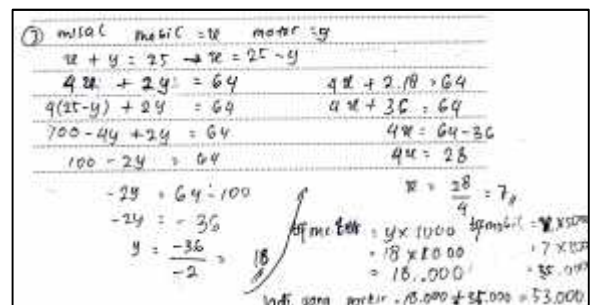 ③ misal mobil = x motor = y
x + y = 25 → x = 25 - y
4x + 2y = 64
4(25-y) + 2y = 64
100 - 4y + 2y = 64
100 - 2y = 64
-2y = 64 - 100
-2y = -36
y = -36/-2 = 18
4x + 2.18 = 64
4x + 36 = 64
4x = 64 - 36
4x = 28
x = 28/4 = 7
= y x 1000
= 18 x 1000
= 18.000
= 35.000
Jadi uang parkir = 18.000 + 35.000 = 53.000